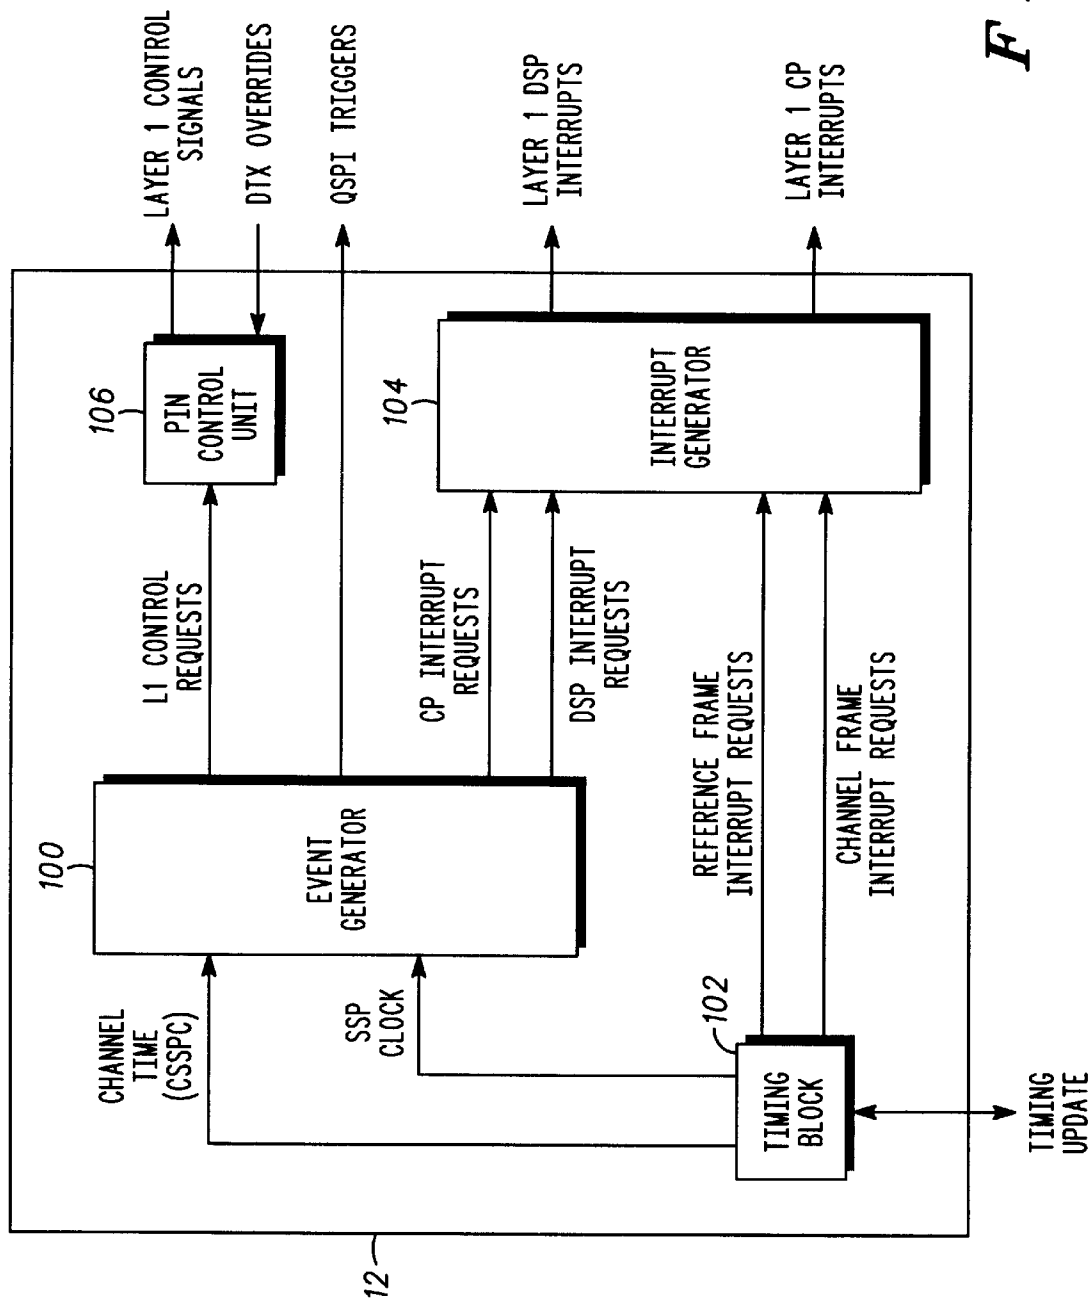 LAYER 1 CONTROL
SIGNALS
DTX OVERRIDES
QSPI TRIGGERS
LAYER 1 DSP
INTERRUPTS
LAYER 1 CP
INTERRUPTS
F
106
PIN
CONTROL
UNIT
104
INTERRUPT
GENERATOR
L1 CONTROL
REQUESTS
CP INTERRUPT
REQUESTS
DSP INTERRUPT
REQUESTS
REFERENCE FRAME
INTERRUPT REQUESTS
CHANNEL FRAME
INTERRUPT REQUESTS
100
EVENT
GENERATOR
CHANNEL
TIME
(CSSPC)
SSP
CLOCK
102
TIMING
BLOCK
TIMING
UPDATE
12